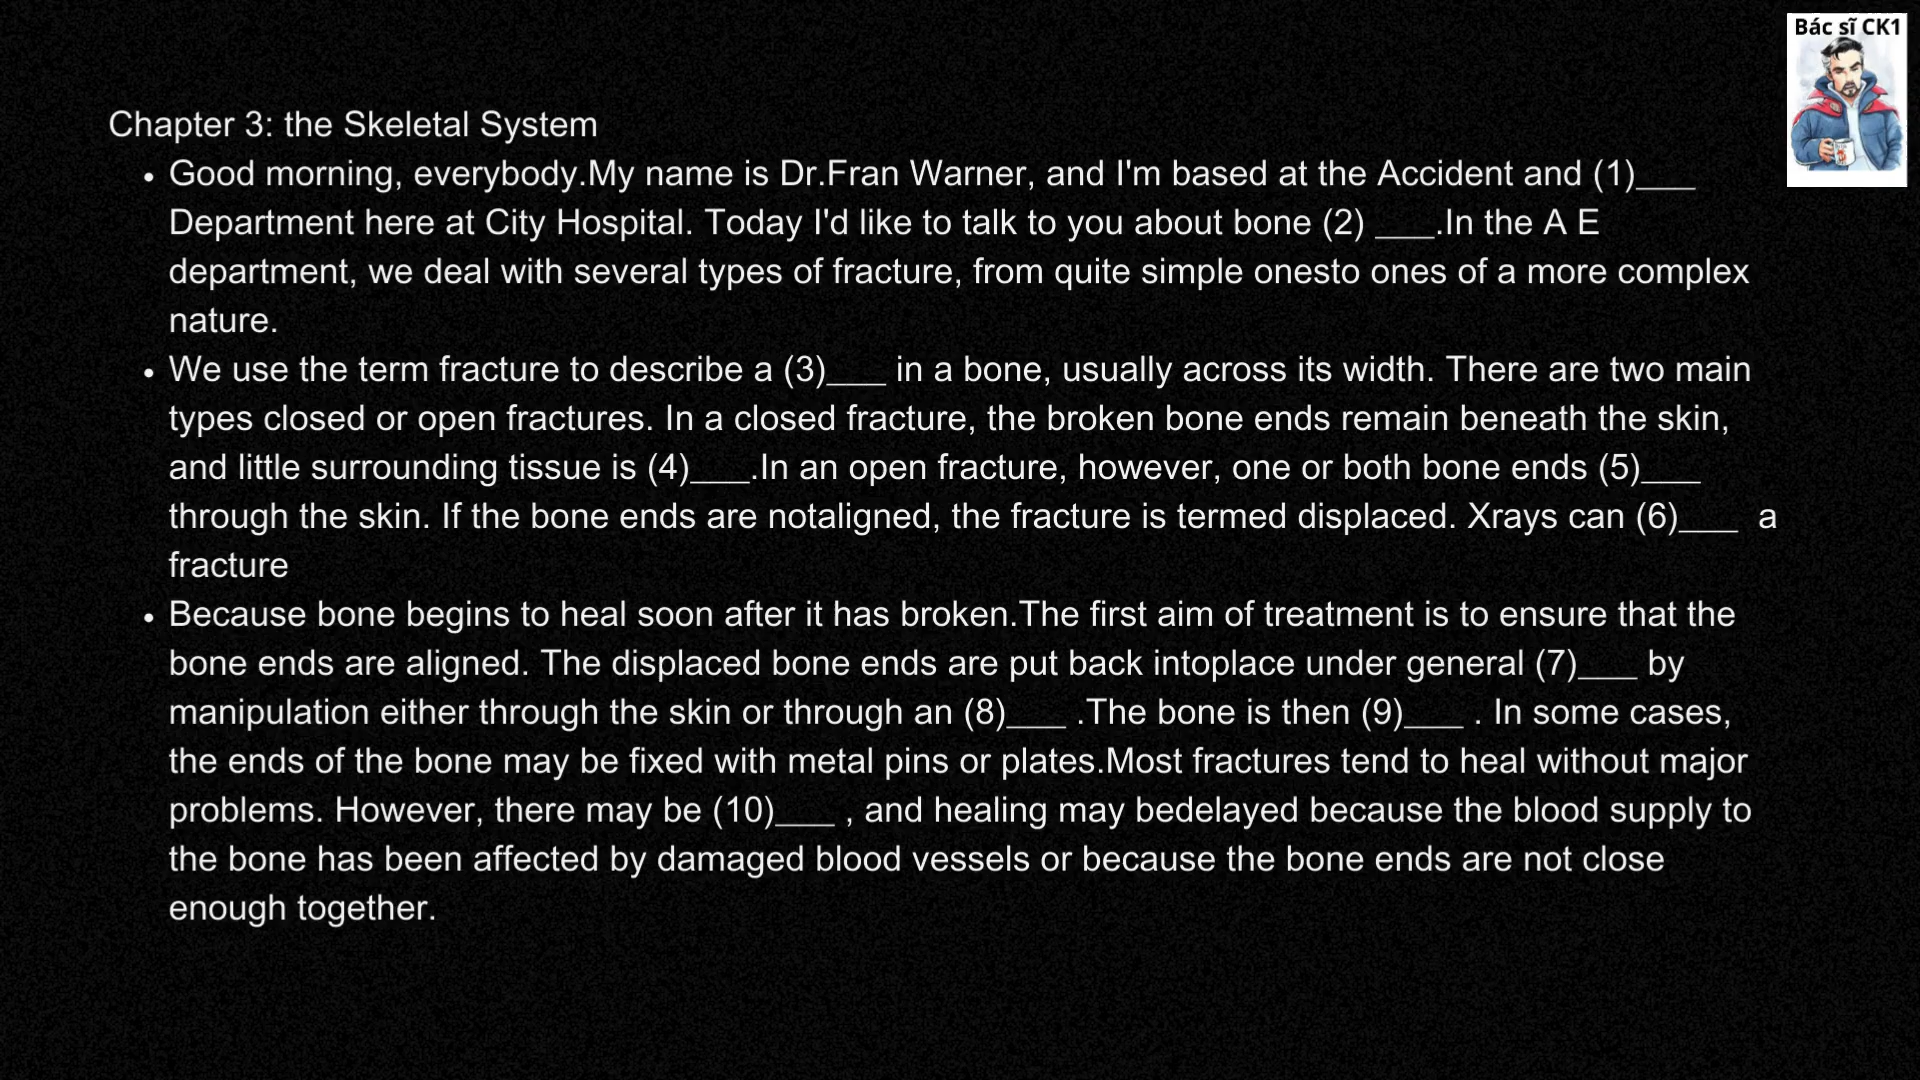 Bác sĩ CK1
Chapter 3: the Skeletal System
• Good morning, everybody.My name is Dr.Fran Warner, and I'm based at the Accident and (1)___
Department here at City Hospital. Today I'd like to talk to you about bone (2) ___.In the A E
department, we deal with several types of fracture, from quite simple onesto ones of a more complex
nature.
• We use the term fracture to describe a (3)___ in a bone, usually across its width. There are two main
types closed or open fractures. In a closed fracture, the broken bone ends remain beneath the skin,
and little surrounding tissue is (4)___.In an open fracture, however, one or both bone ends (5)___
through the skin. If the bone ends are notaligned, the fracture is termed displaced. Xrays can (6)___ a
fracture
• Because bone begins to heal soon after it has broken.The first aim of treatment is to ensure that the
bone ends are aligned. The displaced bone ends are put back intoplace under general (7)___ by
manipulation either through the skin or through an (8)___ .The bone is then (9)___ . In some cases,
the ends of the bone may be fixed with metal pins or plates.Most fractures tend to heal without major
problems. However, there may be (10)___ , and healing may bedelayed because the blood supply to
the bone has been affected by damaged blood vessels or because the bone ends are not close
enough together.